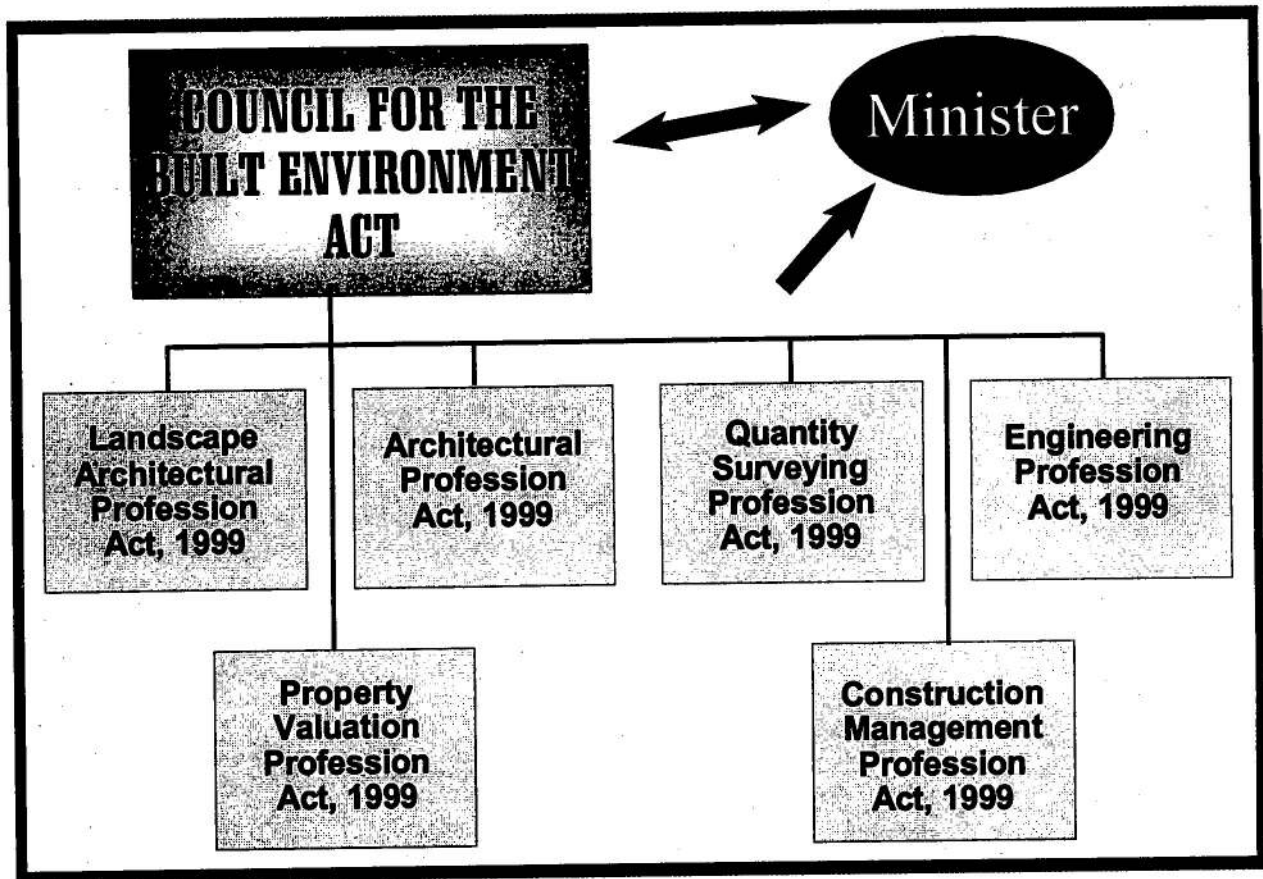 COUNCIL FOR THE
BUILT ENVIRONMENT
ACT
Minister
Landscape
Architectural
Profession
Act, 1999
Architectural
Profession
Act, 1999
Quantity
Surveying
Profession
Act, 1999
Engineering
Profession
Act, 1999
Property
Valuation
Profession
Act, 1999
Construction
Management
Profession
Act, 1999